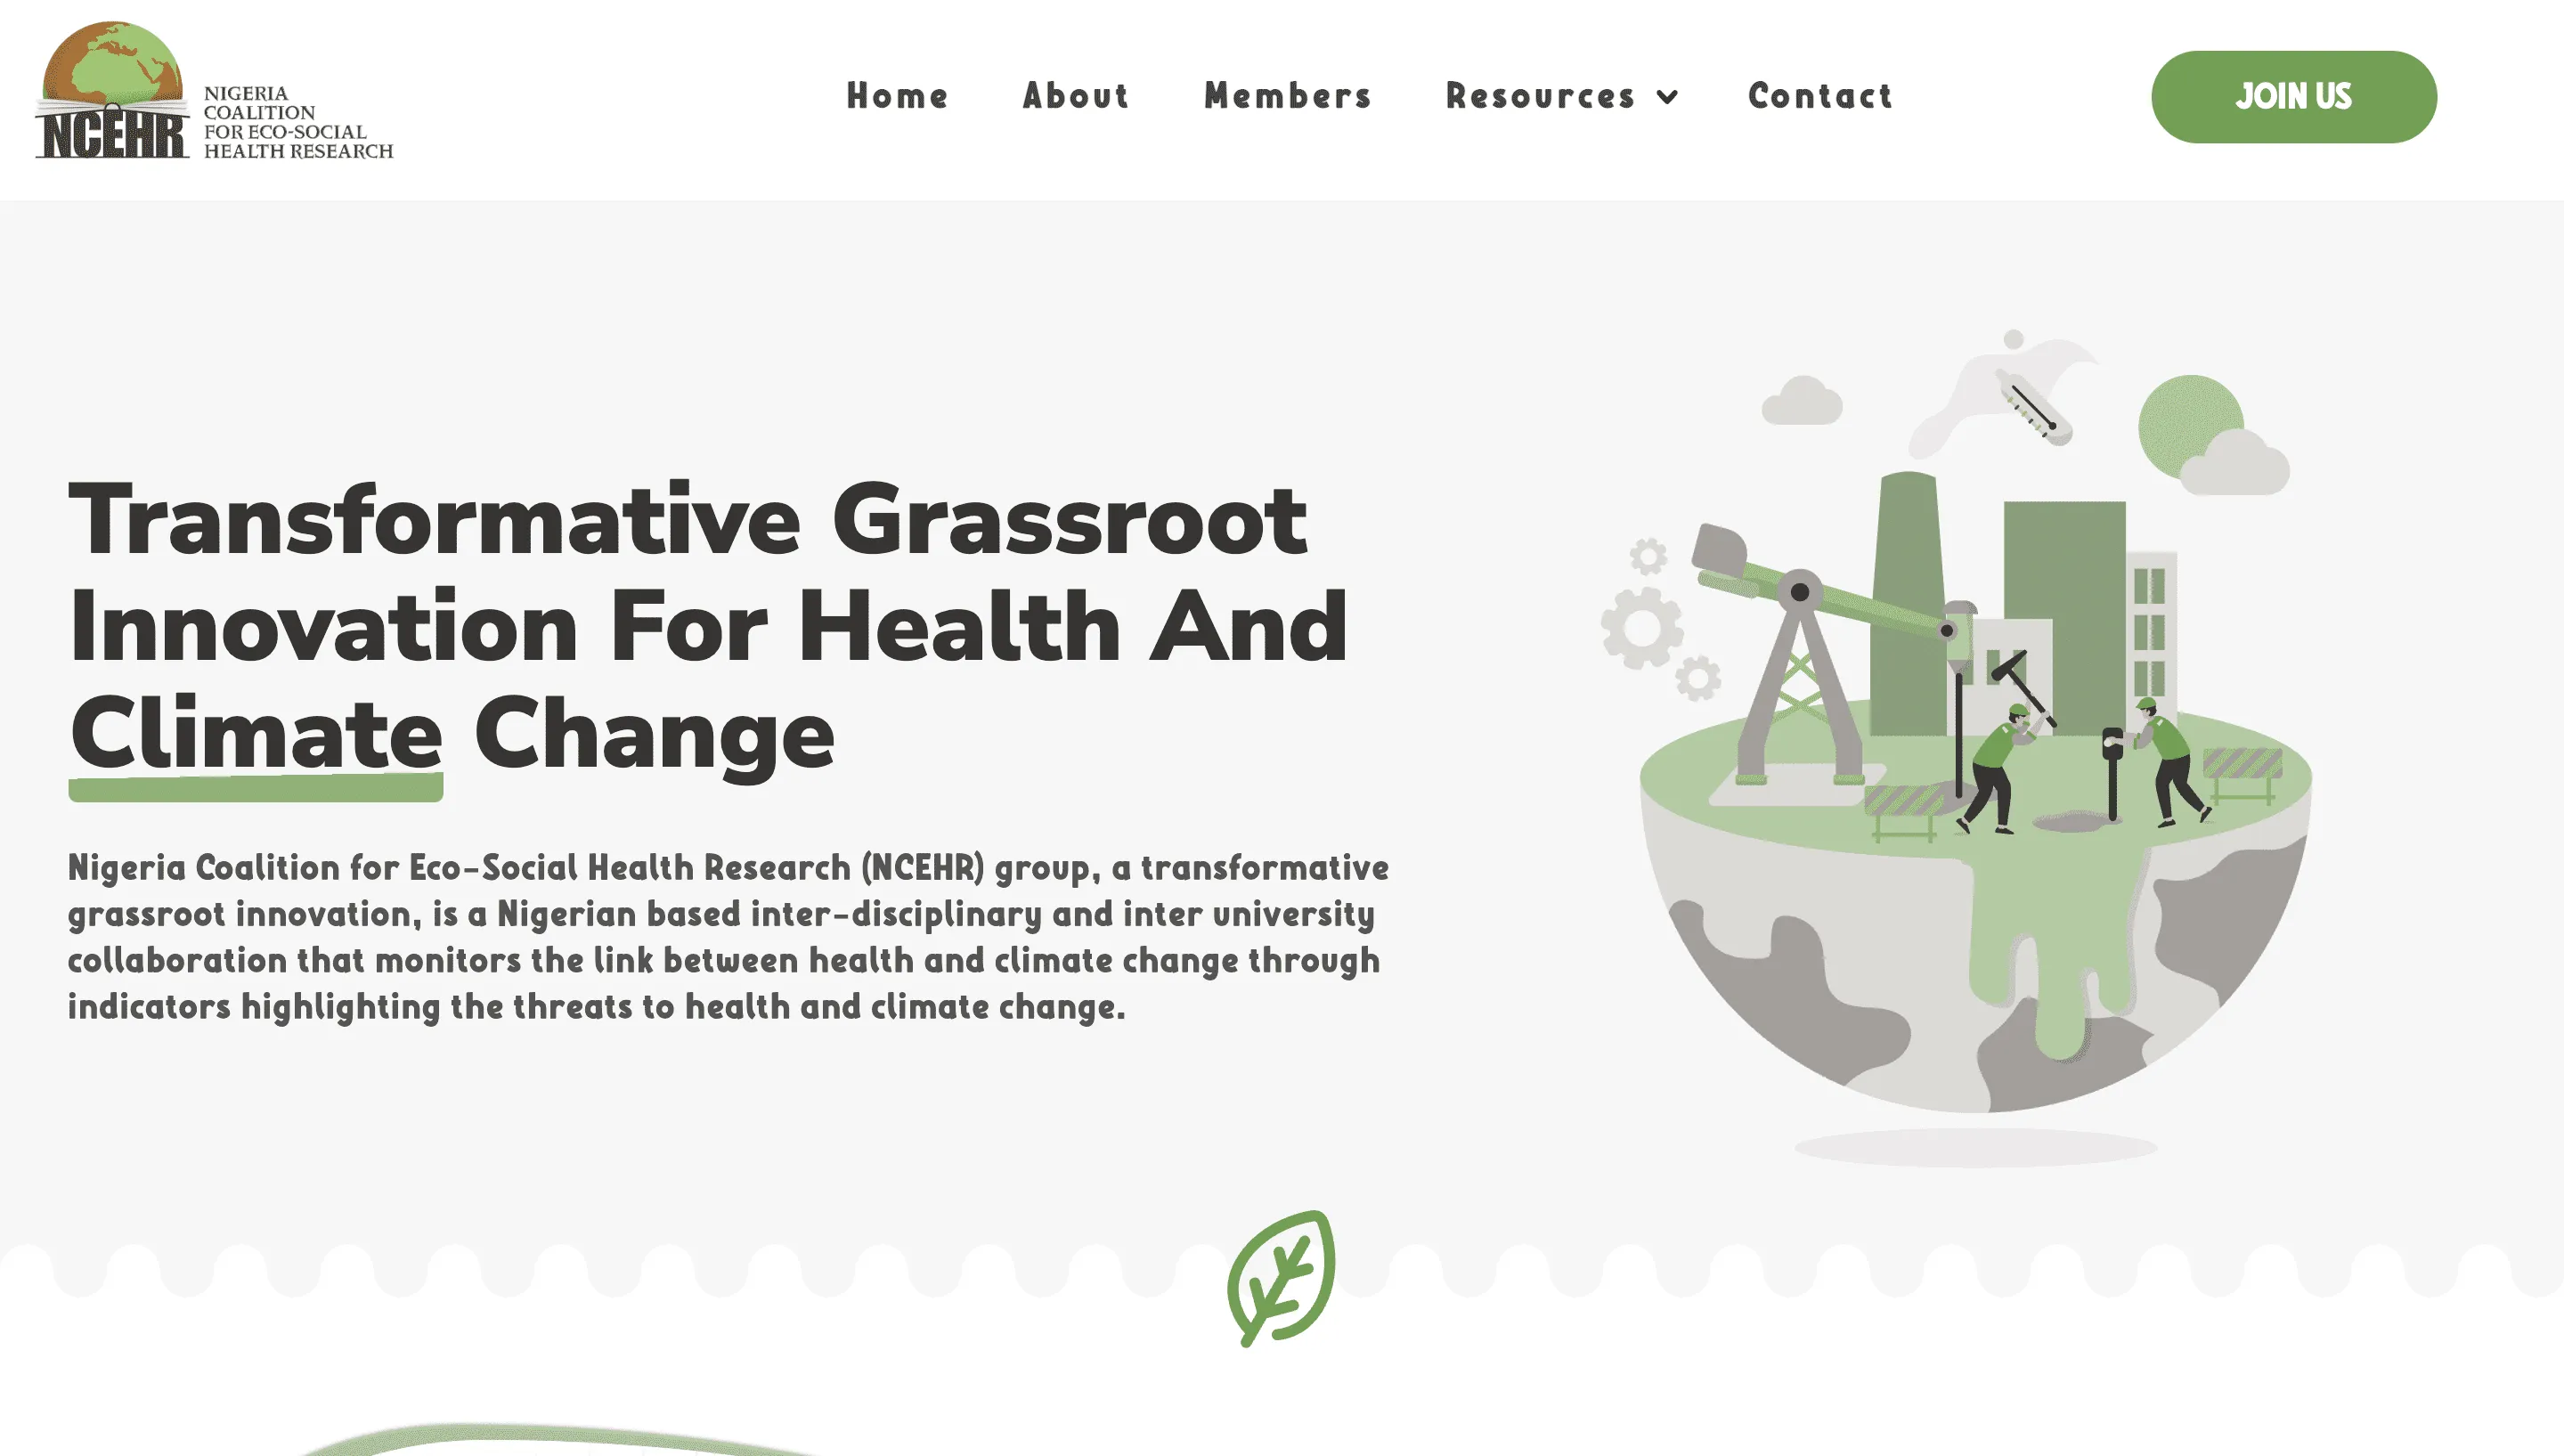 NCEHR
NIGERIA
COALITION
FOR ECO-SOCIAL
HEALTH RESEARCH
Home
About
Members
Resources
Contact
JOIN US
Transformative Grassroot
Innovation For Health And
Climate Change
Nigeria Coalition for Eco-Social Health Research (NCEHR) group, a transformative
grassroot innovation, is a Nigerian based inter-disciplinary and inter university
collaboration that monitors the link between health and climate change through
indicators highlighting the threats to health and climate change.